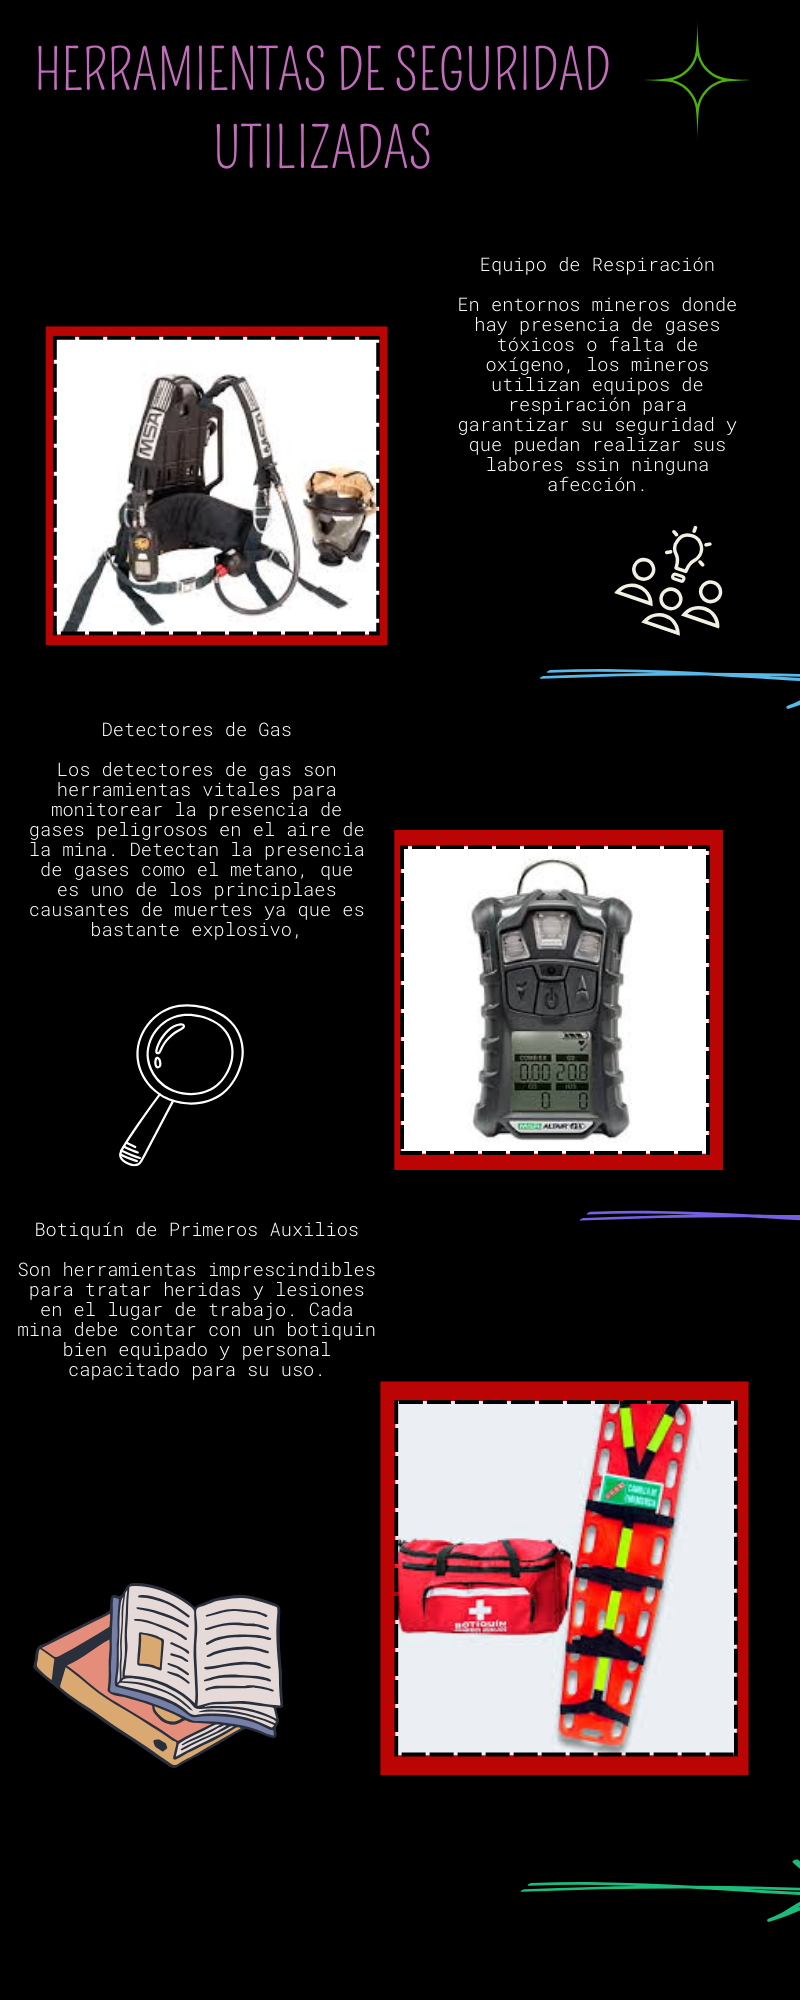 HERRAMIENTAS DE SEGURIDAD
UTILIZADAS
Equipo de Respiración
En entornos mineros donde
hay presencia de gases
tóxicos o falta de
oxígeno, los mineros
utilizan equipos de
respiración para
garantizar su seguridad y
que puedan realizar sus
labores ssin ninguna
afección.
MSA
Detectores de Gas
Los detectores de gas son
herramientas vitales para
monitorear la presencia de
gases peligrosos en el aire de
la mina. Detectan la presencia
de gases como el metano, que
es uno de los principlaes
causantes de muertes ya que es
bastante explosivo,
0.00 20.8
0 0
MSA ALTAIR 4X
Botiquín de Primeros Auxilios
Son herramientas imprescindibles
para tratar heridas y lesiones
en el lugar de trabajo. Cada
mina debe contar con un botiquin
bien equipado y personal
capacitado para su uso.
CAMILLA DE
EMERGENCIA
BOTIQUÍN